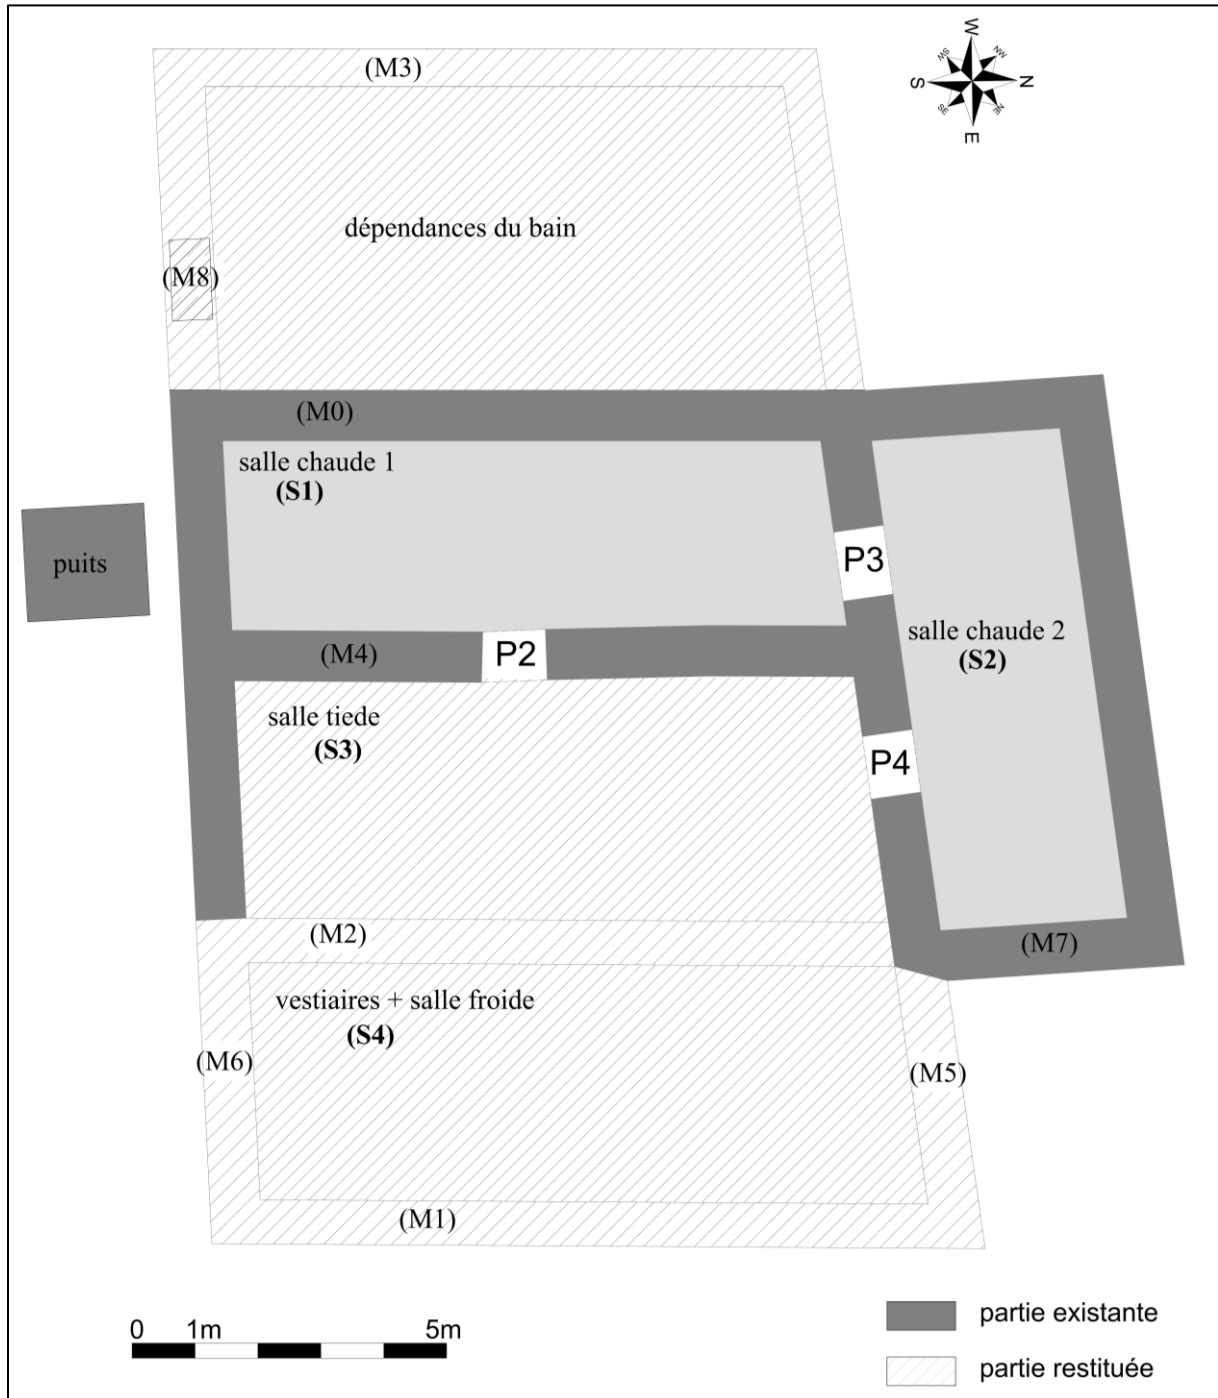 (M3)
W
SW
NW
S
N
SE
NE
E
dépendances du bain
(M8)
(M0)
salle chaude 1
(S1)
puits
P3
salle chaude 2
(S2)
(M4)
P2
salle tiede
(S3)
P4
(M2)
(M7)
vestiaires + salle froide
(S4)
(M6)
(M5)
(M1)
0 1m 5m
partie existante
partie restituée